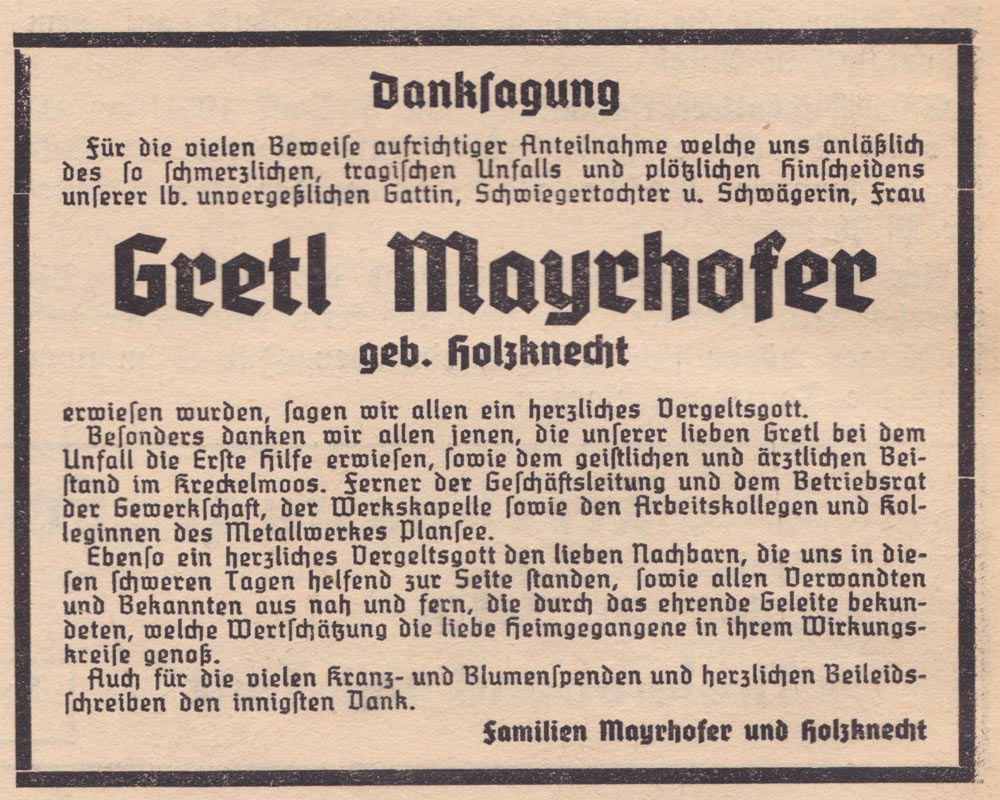 Danksagung
Für die vielen Beweise aufrichtiger Anteilnahme welche uns anläßlich
des so schmerzlichen, tragischen Unfalls und plötzlichen Hinscheidens
unserer lb. unvergeßlichen Gattin, Schwiegertochter u. Schwägerin, Frau
Gretl Mayrhofer
geb. Holzknecht
erwiesen wurden, sagen wir allen ein herzliches Vergeltsgott.
Besonders danken wir allen jenen, die unserer lieben Gretl bei dem
Unfall die Erste Hilfe erwiesen, sowie dem geistlichen und ärztlichen Bei-
stand im Kreckelmoos. Ferner der Geschäftsleitung und dem Betriebsrat
der Gewerkschaft, der Werkskapelle sowie den Arbeitskollegen und Kol-
leginnen des Metallwerkes Plansee.
Ebenso ein herzliches Vergeltsgott den lieben Nachbarn, die uns in die-
sen schweren Tagen helfend zur Seite standen, sowie allen Verwandten
und Bekannten aus nah und fern, die durch das ehrende Geleite bekun-
deten, welche Wertschätzung die liebe Heimgegangene in ihrem Wirkungs-
kreise genoß.
Auch für die vielen Kranz- und Blumenspenden und herzlichen Beileids-
schreiben den innigsten Dank.
Familien Mayrhofer und Holzknecht